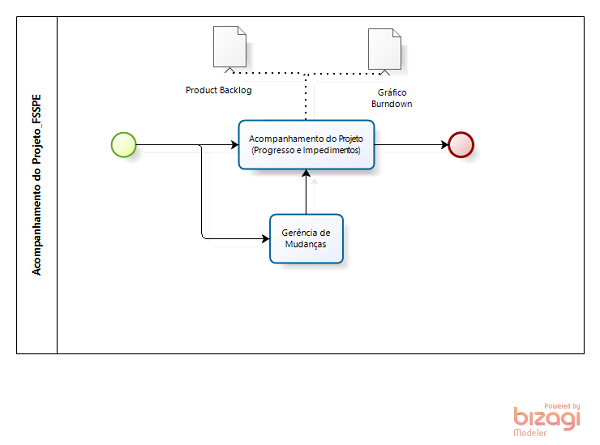 Acompanhamento do Projeto_FSSPE
Product Backlog
Gráfico
Burndown
Acompanhamento do Projeto
(Progresso e Impedimentos)
Gerência de
Mudanças
Powered by
bizagi
Modeler